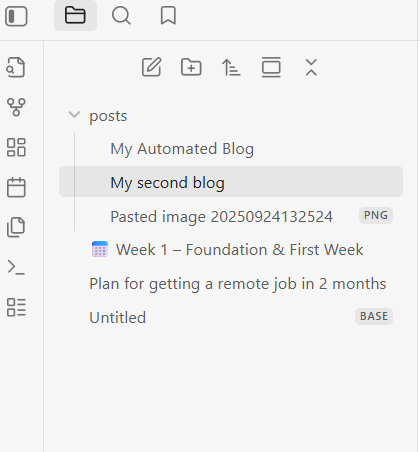 posts
My Automated Blog
My second blog
Pasted image 20250924132524 PNG
Week 1 – Foundation & First Week
Plan for getting a remote job in 2 months
Untitled BASE